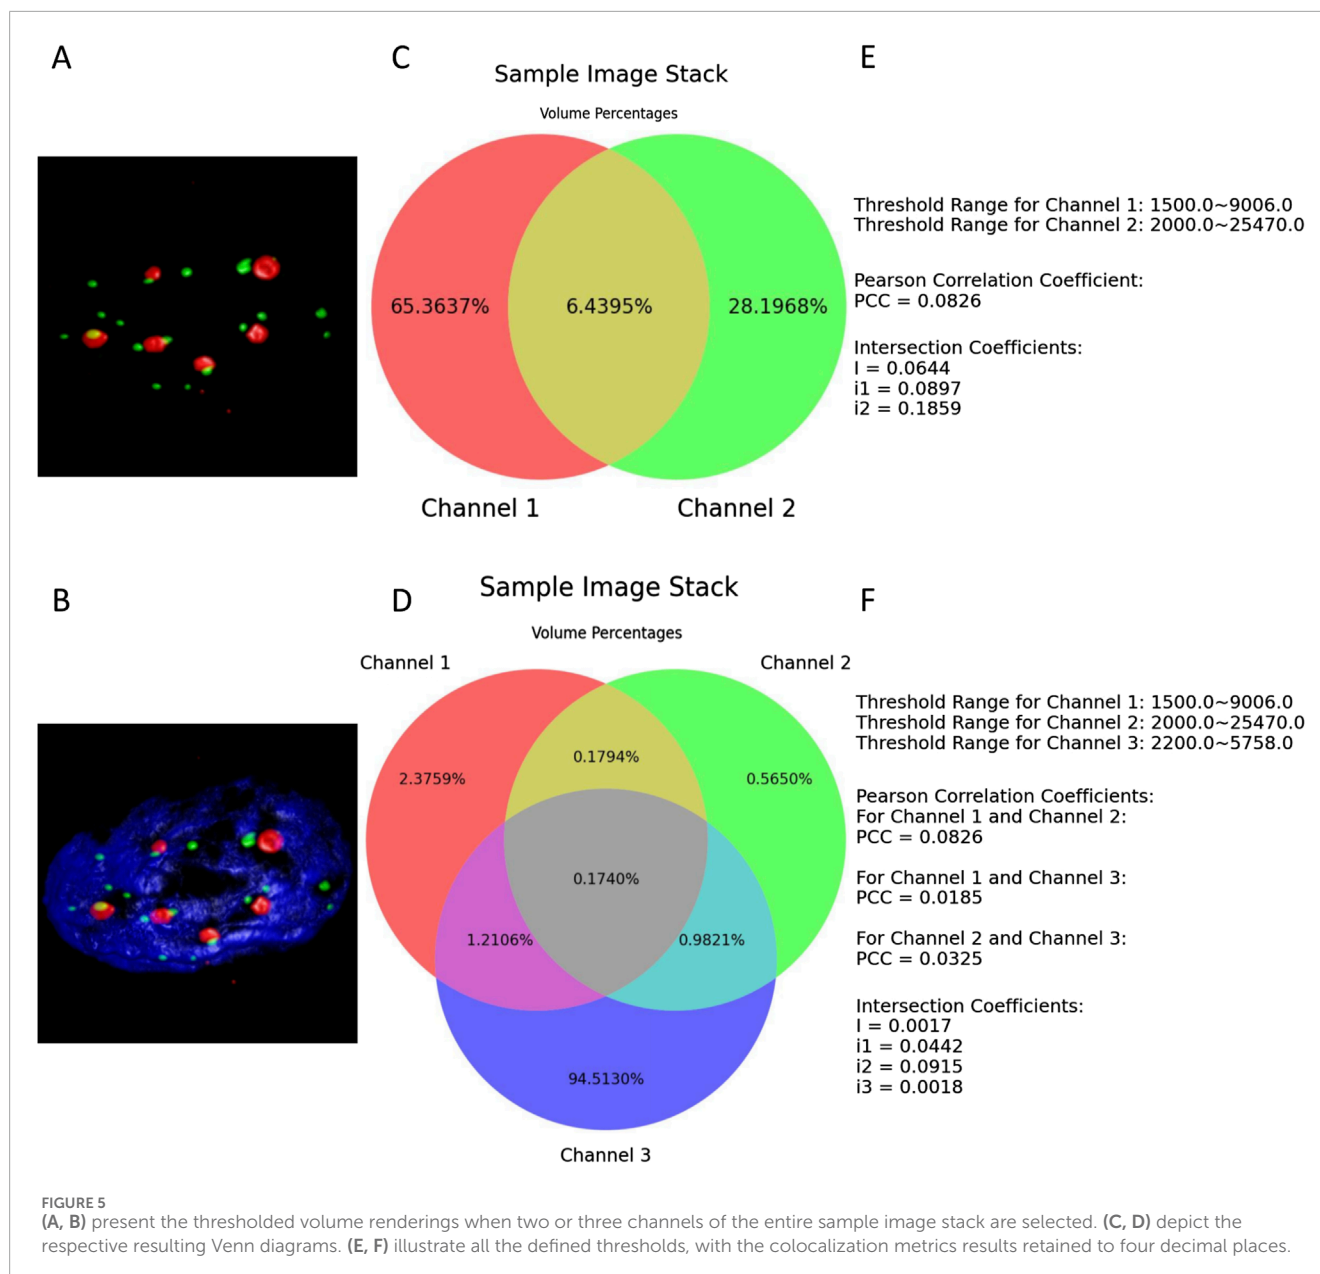 A
C
E
Sample Image Stack
Volume Percentages
65.3637%
6.4395%
28.1968%
Channel 1
Channel 2
Threshold Range for Channel 1: 1500.0~9006.0
Threshold Range for Channel 2: 2000.0~25470.0
Pearson Correlation Coefficient:
PCC = 0.0826
Intersection Coefficients:
I = 0.0644
i1 = 0.0897
i2 = 0.1859
B
D
F
Sample Image Stack
Volume Percentages
Channel 1
Channel 2
0.1794%
2.3759%
0.5650%
0.1740%
1.2106%
0.9821%
94.5130%
Channel 3
Threshold Range for Channel 1: 1500.0~9006.0
Threshold Range for Channel 2: 2000.0~25470.0
Threshold Range for Channel 3: 2200.0~5758.0
Pearson Correlation Coefficients:
For Channel 1 and Channel 2:
PCC = 0.0826
For Channel 1 and Channel 3:
PCC = 0.0185
For Channel 2 and Channel 3:
PCC = 0.0325
Intersection Coefficients:
I = 0.0017
i1 = 0.0442
i2 = 0.0915
i3 = 0.0018
FIGURE 5
(A, B) present the thresholded volume renderings when two or three channels of the entire sample image stack are selected. (C, D) depict the
respective resulting Venn diagrams. (E, F) illustrate all the defined thresholds, with the colocalization metrics results retained to four decimal places.